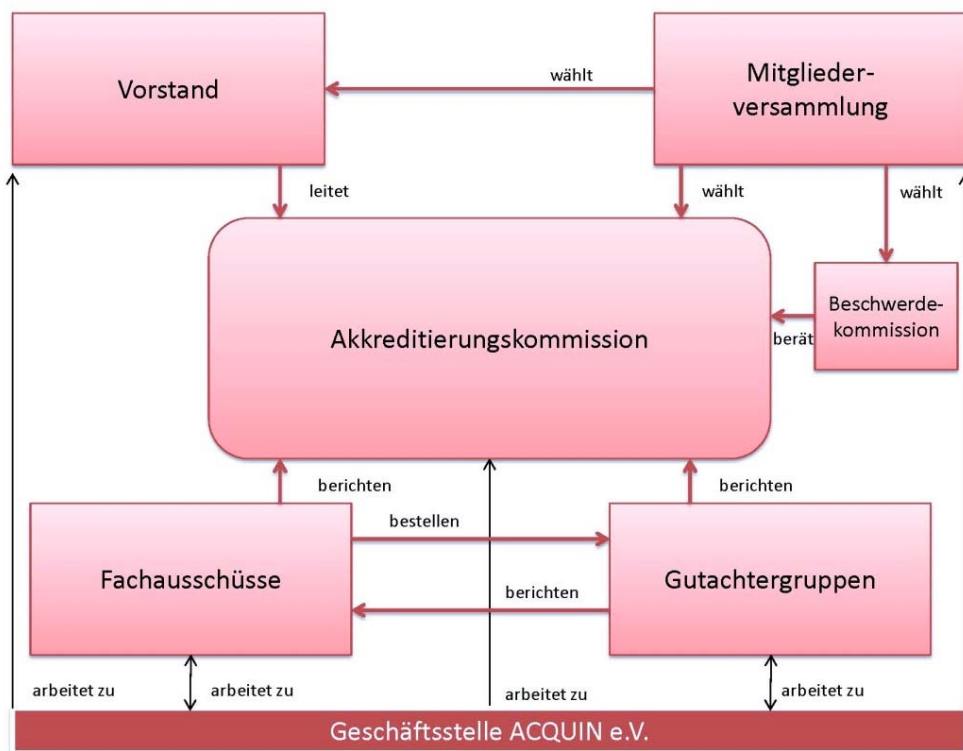 Vorstand
wählt
Mitglieder-
versammlung
leitet
wählt
wählt
Akkreditierungskommission
Beschwerde-
kommission
berät
berichten
berichten
Fachausschüsse
bestellen
berichten
Gutachtergruppen
arbeitet zu
arbeitet zu
arbeitet zu
arbeitet zu
Geschäftsstelle ACQUIN e.V.